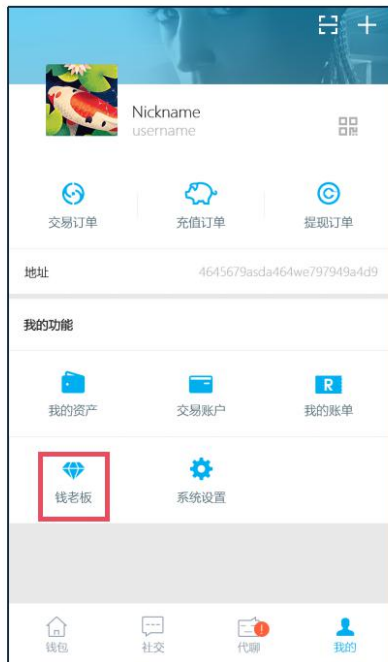 Nickname
username
交易订单
充值订单
提现订单
地址 4645679asda464we797949a4d9
我的功能
我的资产
交易账户
R
我的账单
钱老板
系统设置
钱包
社交
代聊
我的